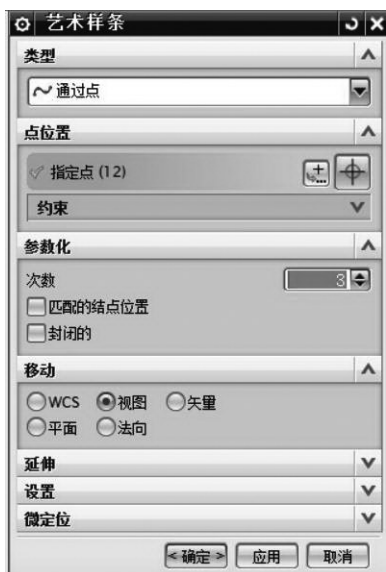 艺术样条
类型
通过点
点位置
指定点 (12)
约束
参数化
次数 3
匹配的结点位置
封闭的
移动
WCS 视图 矢量
平面 法向
延伸
设置
微定位
<确定> 应用 取消